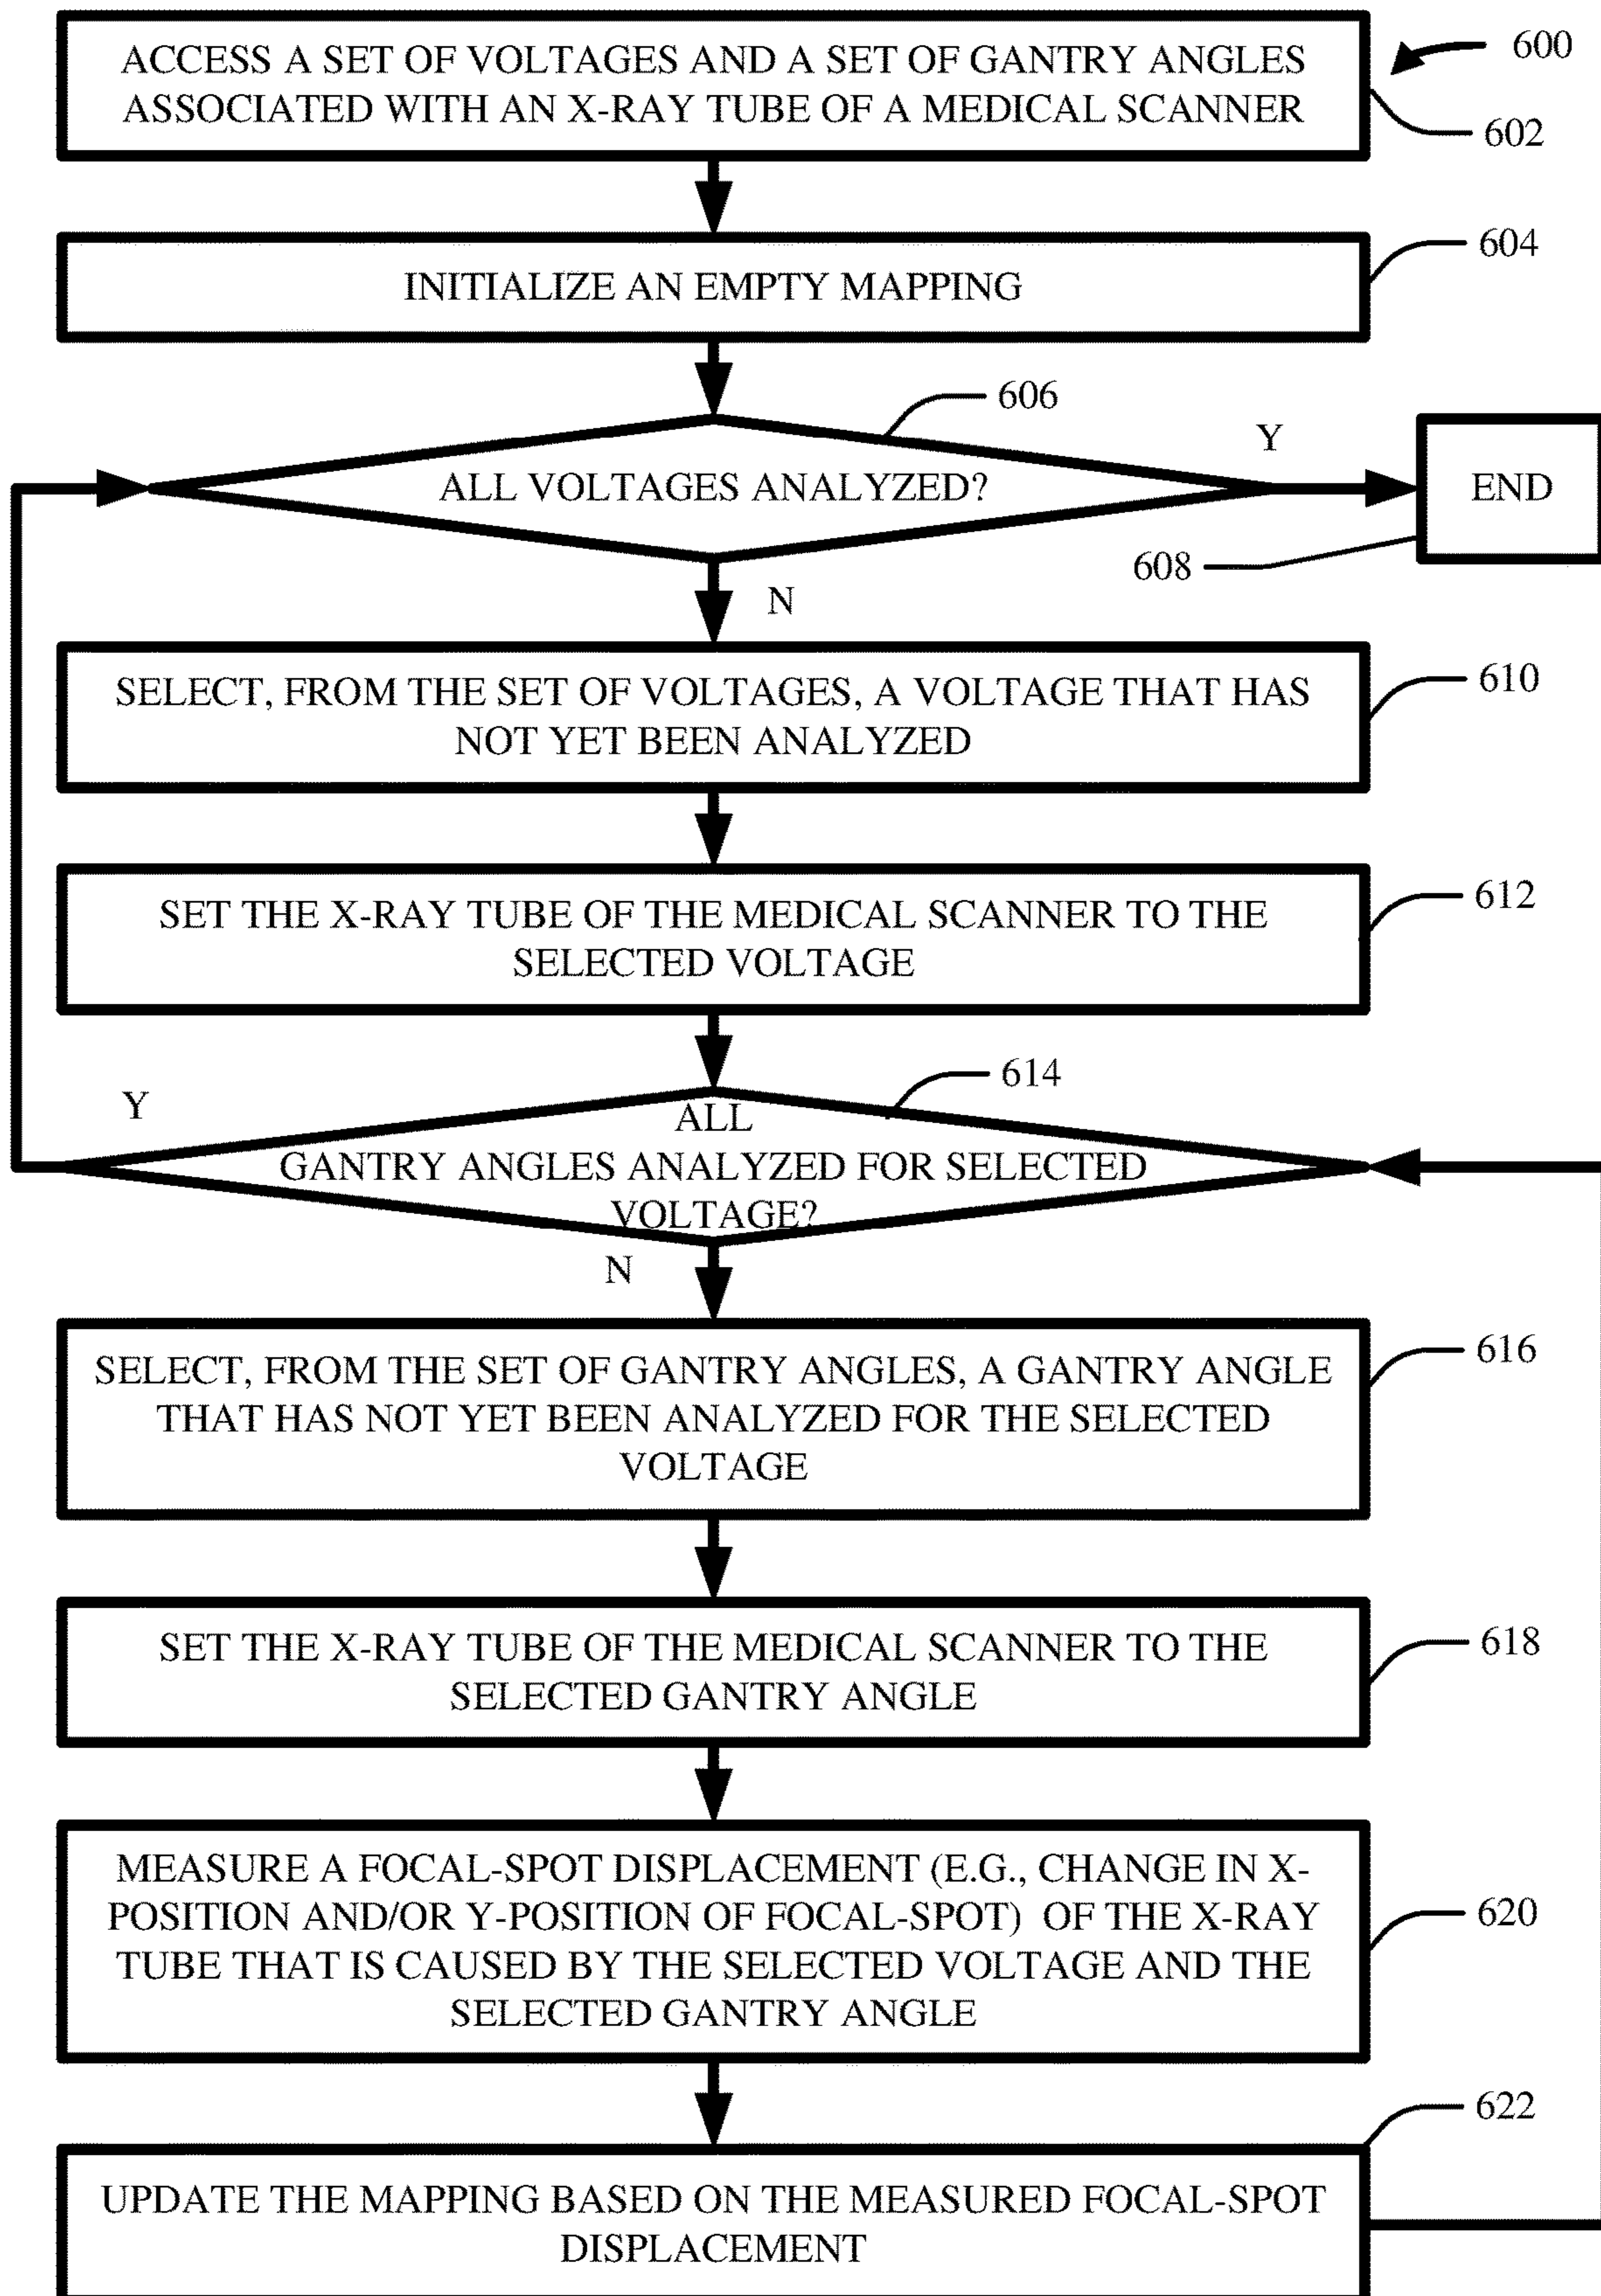 ACCESS A SET OF VOLTAGES AND A SET OF GANTRY ANGLES
ASSOCIATED WITH AN X-RAY TUBE OF A MEDICAL SCANNER
600
602
INITIALIZE AN EMPTY MAPPING
604
606
ALL VOLTAGES ANALYZED?
Y
END
608
N
SELECT, FROM THE SET OF VOLTAGES, A VOLTAGE THAT HAS
NOT YET BEEN ANALYZED
610
SET THE X-RAY TUBE OF THE MEDICAL SCANNER TO THE
SELECTED VOLTAGE
612
614
Y
ALL
GANTRY ANGLES ANALYZED FOR SELECTED
VOLTAGE?
N
SELECT, FROM THE SET OF GANTRY ANGLES, A GANTRY ANGLE
THAT HAS NOT YET BEEN ANALYZED FOR THE SELECTED
VOLTAGE
616
SET THE X-RAY TUBE OF THE MEDICAL SCANNER TO THE
SELECTED GANTRY ANGLE
618
MEASURE A FOCAL-SPOT DISPLACEMENT (E.G., CHANGE IN X-
POSITION AND/OR Y-POSITION OF FOCAL-SPOT) OF THE X-RAY
TUBE THAT IS CAUSED BY THE SELECTED VOLTAGE AND THE
SELECTED GANTRY ANGLE
620
622
UPDATE THE MAPPING BASED ON THE MEASURED FOCAL-SPOT
DISPLACEMENT